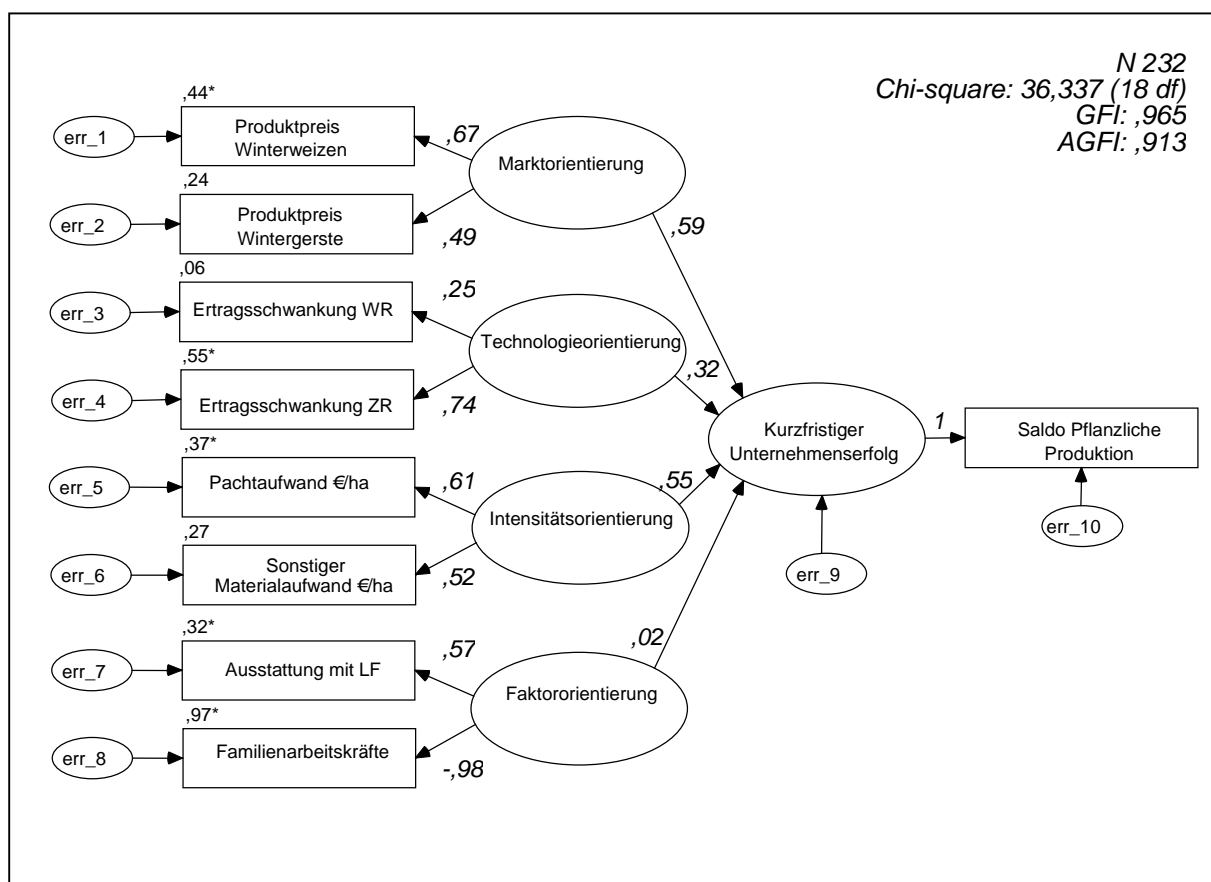 N 232
Chi-square: 36,337 (18 df)
GFI: ,965
AGFI: ,913
,44*
err_1
Produktpreis
Winterweizen
,67
Marktorientierung
,24
err_2
Produktpreis
Wintergerste
,49
,59
,06
err_3
Ertragsschwankung WR
,25
Technologieorientierung
,55*
err_4
Ertragsschwankung ZR
,74
,32
Kurzfristiger
Unternehmenserfolg
1
Saldo Pflanzliche
Produktion
,37*
err_5
Pachtaufwand €/ha
,61
Intensitätsorientierung
,55
err_10
,27
err_6
Sonstiger
Materialaufwand €/ha
,52
err_9
,32*
err_7
Ausstattung mit LF
,57
Faktororientierung
,02
,97*
err_8
Familienarbeitskräfte
-,98